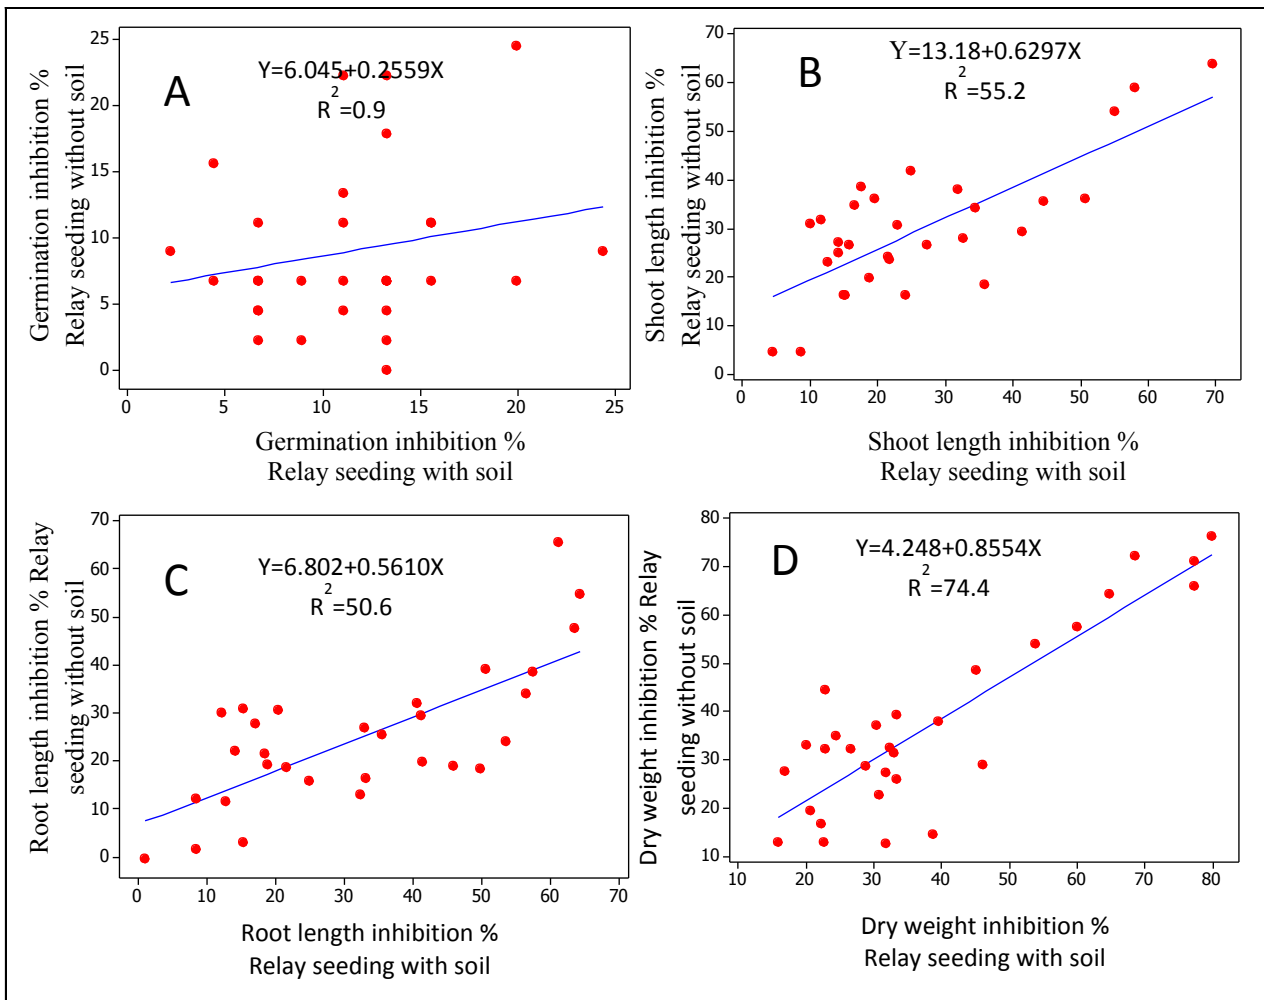 A
Y=6.045+0.2559X
R²=0.9
Germination inhibition %
Relay seeding without soil
25
20
15
10
5
0
0 5 10 15 20 25
Germination inhibition %
Relay seeding with soil
B
Y=13.18+0.6297X
R²=55.2
Shoot length inhibition %
Relay seeding without soil
70
60
50
40
30
20
10
0
0 10 20 30 40 50 60 70
Shoot length inhibition %
Relay seeding with soil
C
Y=6.802+0.5610X
R²=50.6
Root length inhibition % Relay
seeding without soil
70
60
50
40
30
20
10
0
0 10 20 30 40 50 60 70
Root length inhibition %
Relay seeding with soil
D
Y=4.248+0.8554X
R²=74.4
Dry weight inhibition % Relay
seeding without soil
80
70
60
50
40
30
20
10
10 20 30 40 50 60 70 80
Dry weight inhibition %
Relay seeding with soil